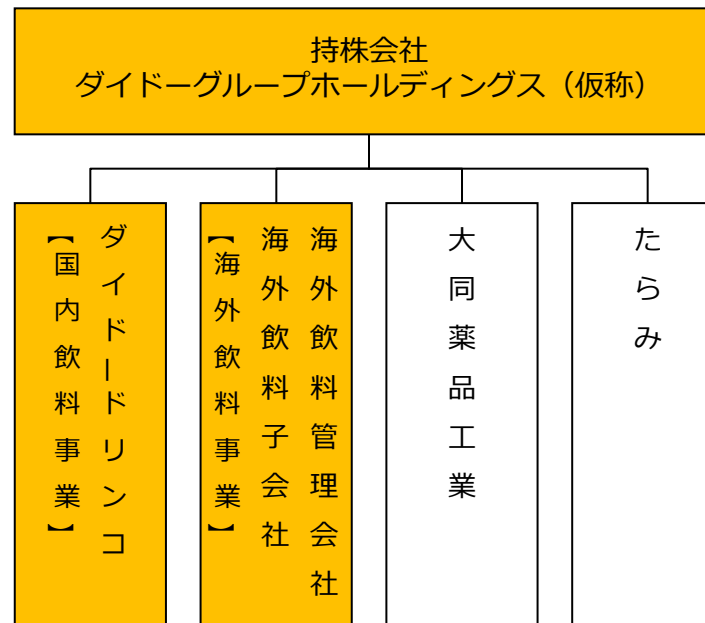 持株会社
ダイドーグループホールディングス（仮称）
ダイドードリンコ
【国内飲料事業】
海外飲料管理会社
海外飲料子会社
【海外飲料事業】
大同薬品工業
たらみ